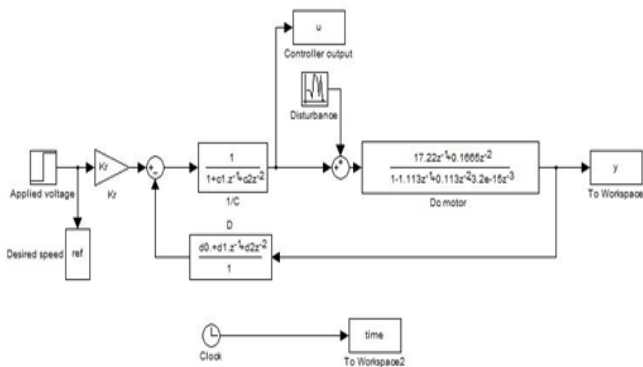 u
Controller output
Disturbance
Applied voltage
Kr
Kr
1
1+c1.z-1+c2z-2
1/C
17.22z-1+0.1665z-2
1-1.113z-1+0.113z-23.2e-15z-3
Dc motor
y
To Workspace
Desired speed
ref
D
d0.+d1.z-1+d2z-2
1
Clock
time
To Workspace2